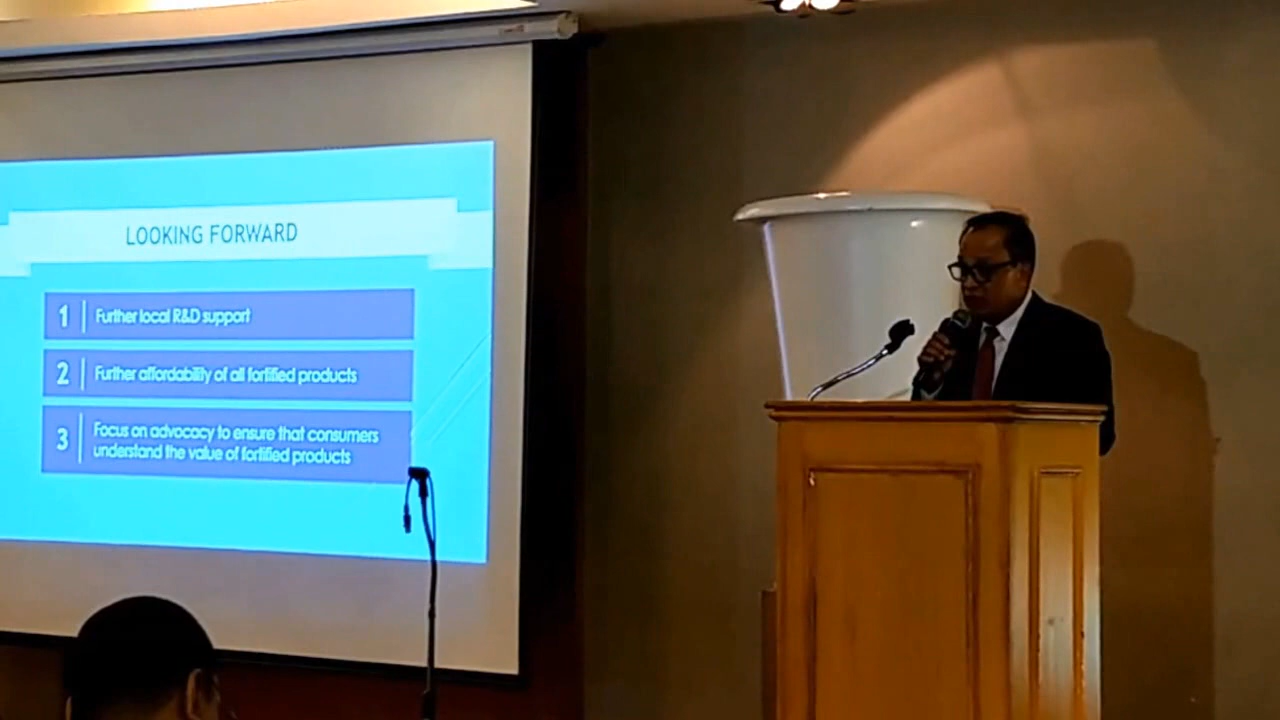 LOOKING FORWARD
1 Further local R&D support
2 Further affordability of all fortified products
3 Focus on advocacy to ensure that consumers
understand the value of fortified products